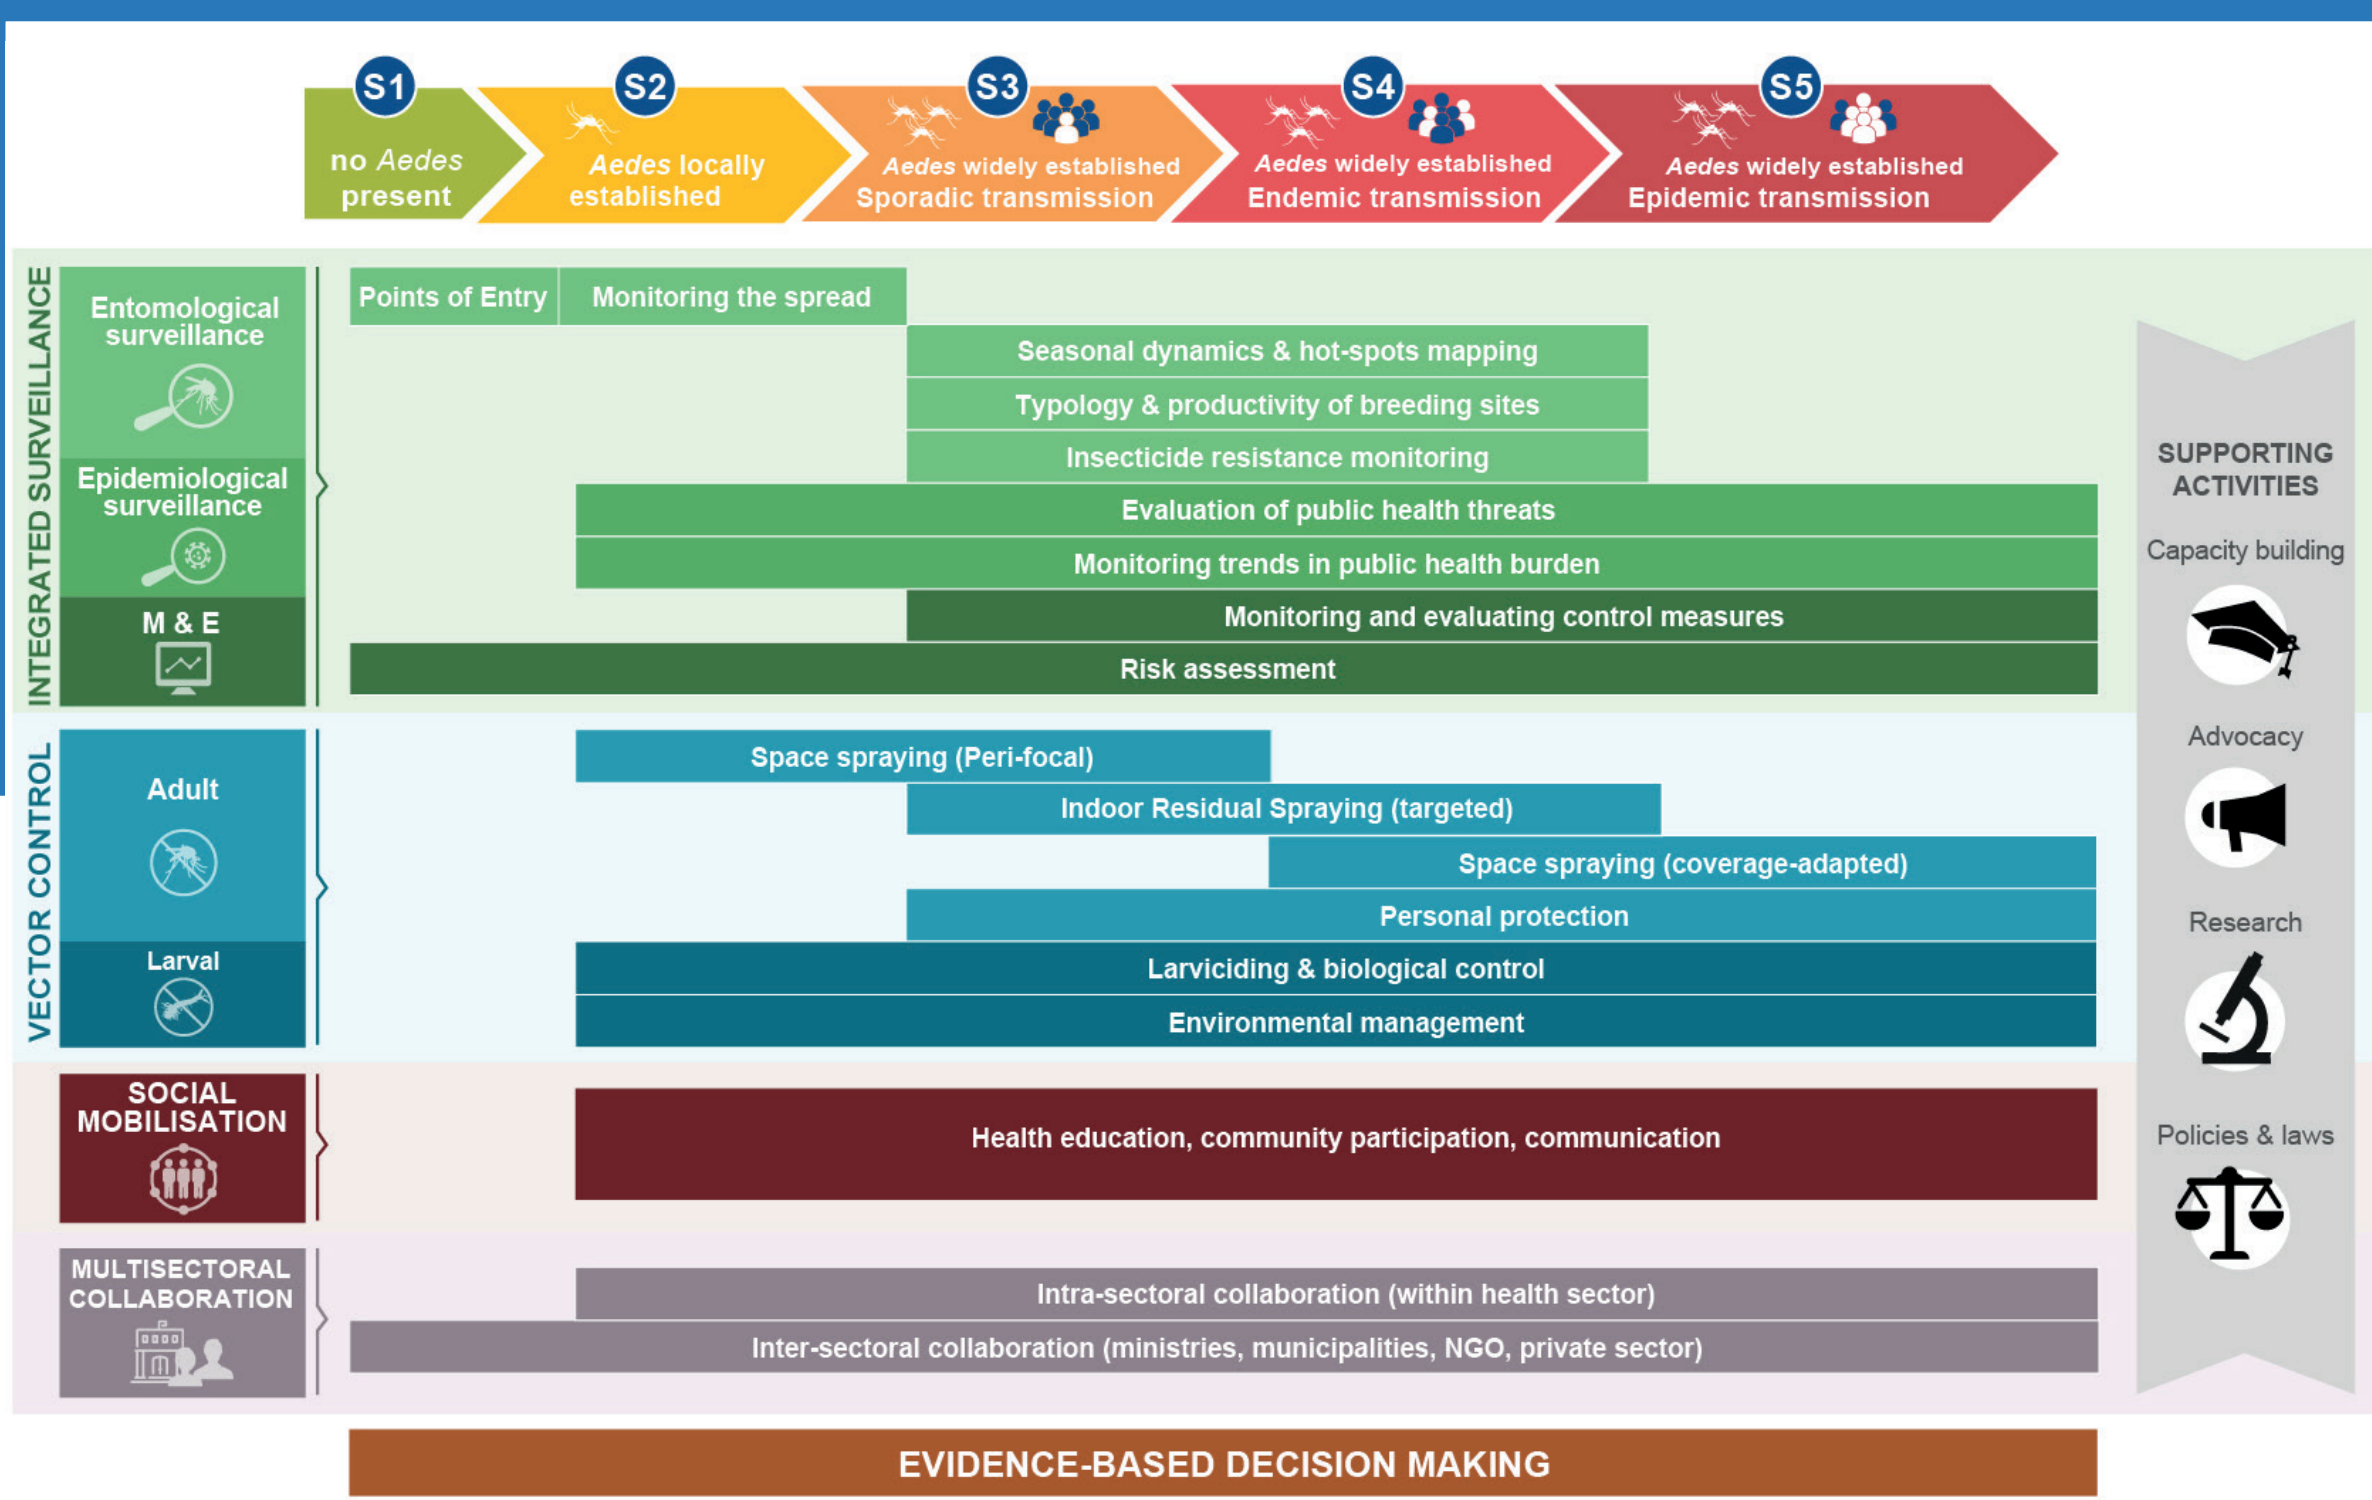 S1
no Aedes
present
S2
Aedes locally
established
S3
Aedes widely established
Sporadic transmission
S4
Aedes widely established
Endemic transmission
S5
Aedes widely established
Epidemic transmission
INTEGRATED SURVEILLANCE
Entomological
surveillance
Epidemiological
surveillance
M & E
Points of Entry
Monitoring the spread
Seasonal dynamics & hot-spots mapping
Typology & productivity of breeding sites
Insecticide resistance monitoring
Evaluation of public health threats
Monitoring trends in public health burden
Monitoring and evaluating control measures
Risk assessment
VECTOR CONTROL
Adult
Larval
Space spraying (Peri-focal)
Indoor Residual Spraying (targeted)
Space spraying (coverage-adapted)
Personal protection
Larviciding & biological control
Environmental management
SOCIAL
MOBILISATION
Health education, community participation, communication
MULTISECTORAL
COLLABORATION
Intra-sectoral collaboration (within health sector)
Inter-sectoral collaboration (ministries, municipalities, NGO, private sector)
SUPPORTING
ACTIVITIES
Capacity building
Advocacy
Research
Policies & laws
EVIDENCE-BASED DECISION MAKING